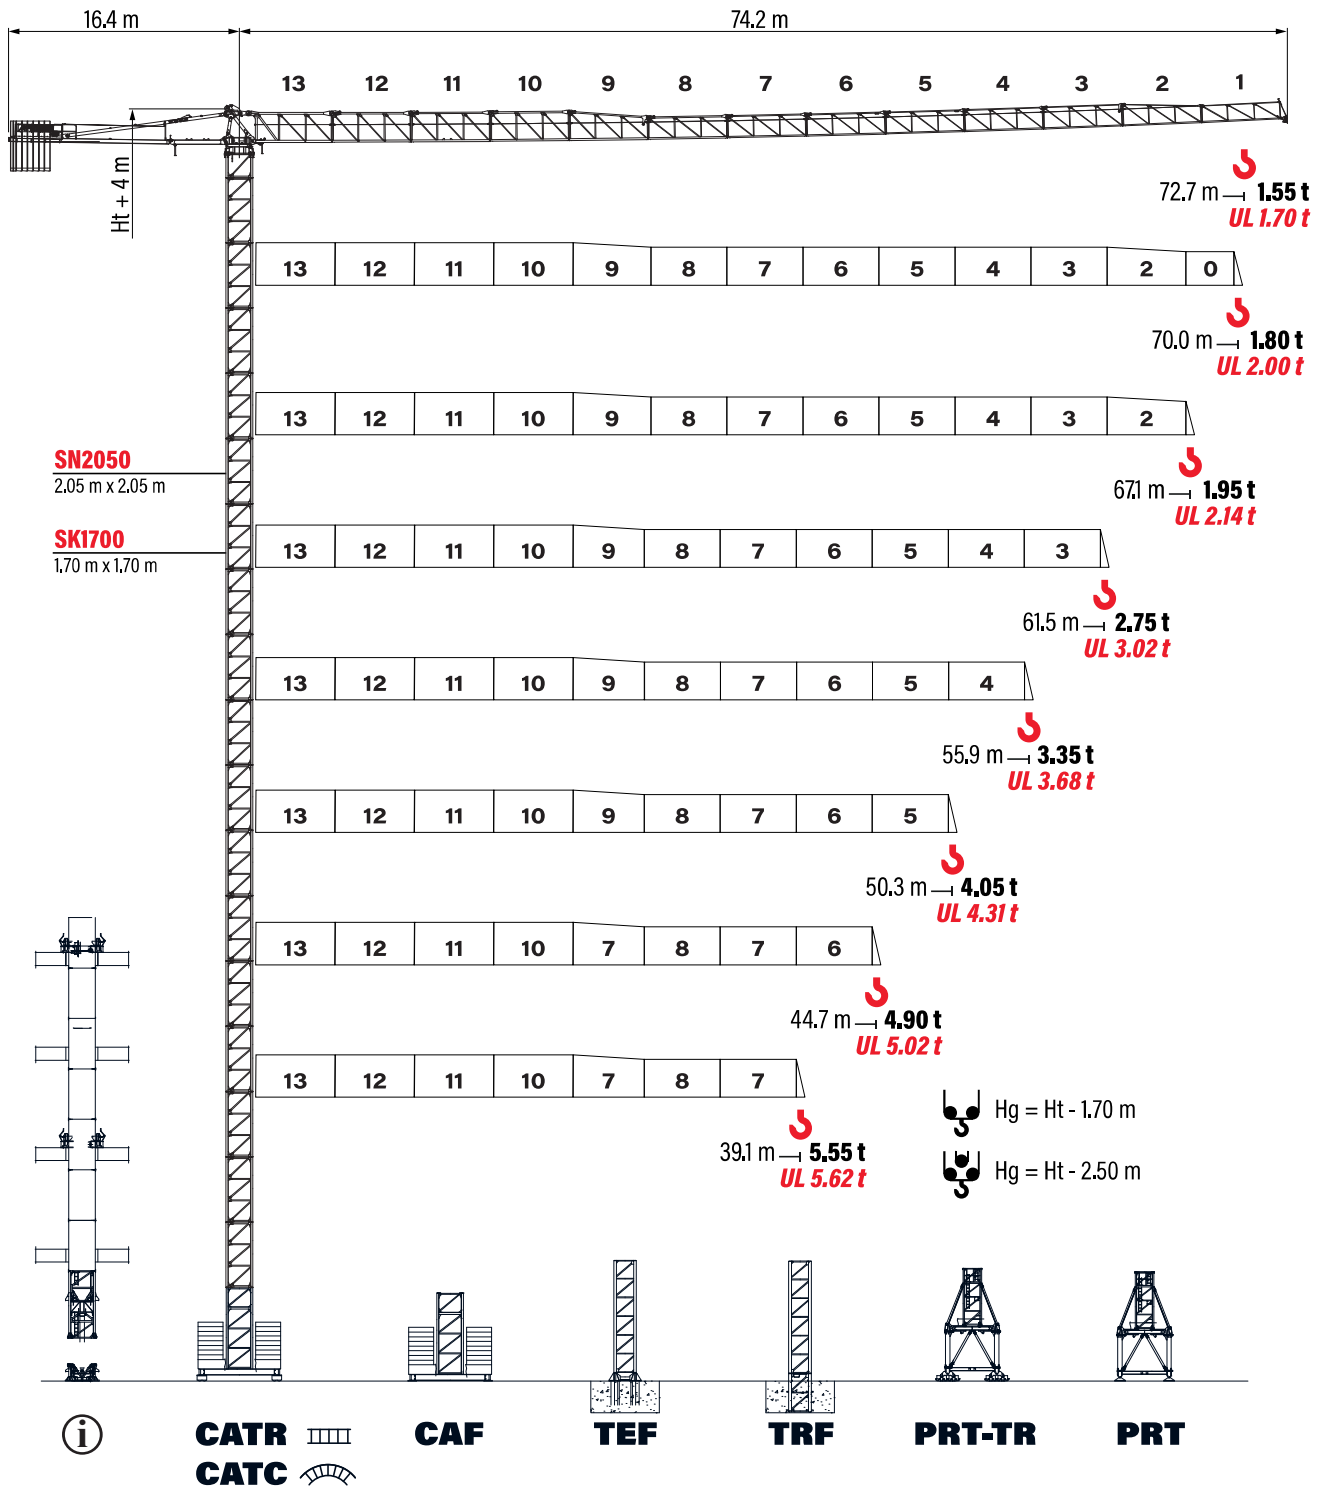 16.4 m 74.2 m
13 12 11 10 9 8 7 6 5 4 3 2 1
Ht + 4 m
72.7 m 1.55 t
UL 1.70 t
13 12 11 10 9 8 7 6 5 4 3 2 0
70.0 m 1.80 t
UL 2.00 t
13 12 11 10 9 8 7 6 5 4 3 2
SN2050
2.05 m x 2.05 m
67.1 m 1.95 t
UL 2.14 t
SK1700
1.70 m x 1.70 m
13 12 11 10 9 8 7 6 5 4 3
61.5 m 2.75 t
UL 3.02 t
13 12 11 10 9 8 7 6 5 4
55.9 m 3.35 t
UL 3.68 t
13 12 11 10 9 8 7 6 5
50.3 m 4.05 t
UL 4.31 t
13 12 11 10 7 8 7 6
44.7 m 4.90 t
UL 5.02 t
13 12 11 10 7 8 7
39.1 m 5.55 t
UL 5.62 t
Hg = Ht - 1.70 m
Hg = Ht - 2.50 m
i
CATR CAF TEF TRF PRT-TR PRT
CATC